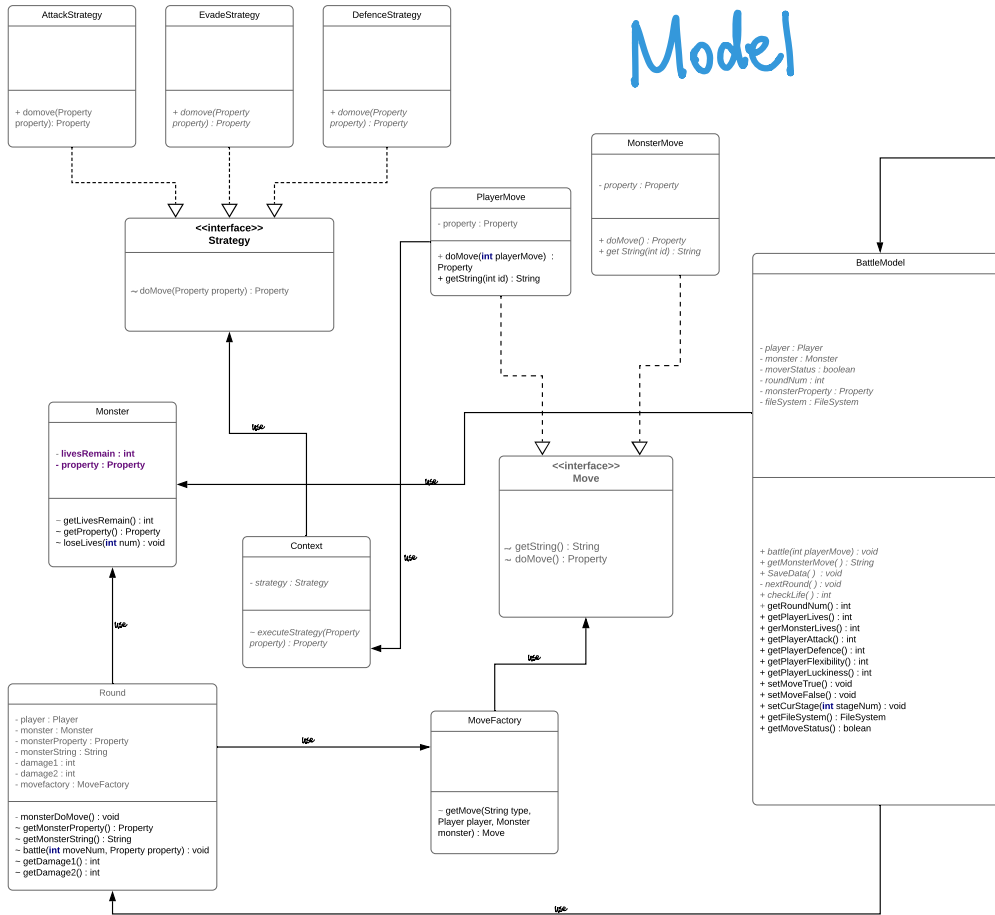 Model
AttackStrategy
+ domove(Property
property): Property
EvadeStrategy
+ domove(Property
property) : Property
DefenceStrategy
+ domove(Property
property) : Property
<<interface>>
Strategy
~ doMove(Property property) : Property
PlayerMove
- property : Property
+ doMove(int playerMove) :
Property
+ getString(int id) : String
MonsterMove
- property : Property
+ doMove() : Property
+ get String(int id) : String
BattleModel
- player : Player
- monster : Monster
- moverStatus : boolean
- roundNum : int
- monsterProperty : Property
- fileSystem : FileSystem
+ battle(int playerMove) : void
+ getMonsterMove( ) : String
+ SaveData( ) : void
- nextRound( ) : void
+ checkLife( ) : int
+ getRoundNum() : int
+ getPlayerLives() : int
+ gerMonsterLives() : int
+ getPlayerAttack() : int
+ getPlayerDefence() : int
+ getPlayerFlexibility() : int
+ getPlayerLuckiness() : int
+ setMoveTrue() : void
+ setMoveFalse() : void
+ setCurStage(int stageNum) : void
+ getFileSystem() : FileSystem
+ getMoveStatus() : bolean
Monster
- livesRemain : int
- property : Property
~ getLivesRemain() : int
~ getProperty() : Property
~ loseLives(int num) : void
use
use
use
use
Context
- strategy : Strategy
~ executeStrategy(Property
property) : Property
<<interface>>
Move
~ getString() : String
~ doMove() : Property
use
Round
- player : Player
- monster : Monster
- monsterProperty : Property
- monsterString : String
- damage1 : int
- damage2 : int
- movefactory : MoveFactory
- monsterDoMove() : void
~ getMonsterProperty() : Property
~ getMonsterString() : String
~ battle(int moveNum, Property property) : void
~ getDamage1() : int
~ getDamage2() : int
use
MoveFactory
~ getMove(String type,
Player player, Monster
monster) : Move
use